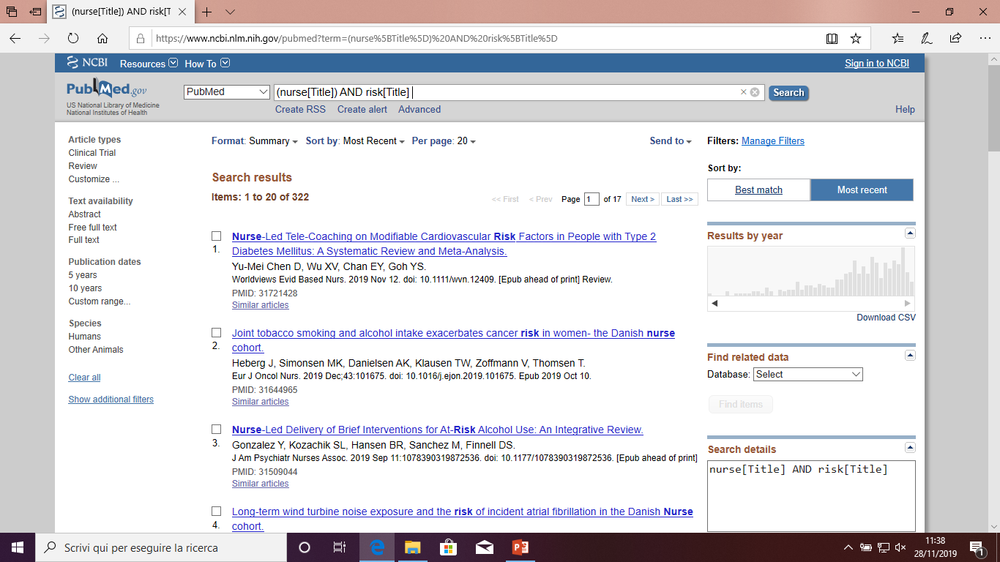 (nurse[Title]) AND risk[T
https://www.ncbi.nlm.nih.gov/pubmed?term=(nurse%5BTitle%5D)%20AND%20risk%5BTitle%5D
NCBI Resources How To Sign in to NCBI
PubMed.gov
US National Library of Medicine
National Institutes of Health
PubMed (nurse[Title]) AND risk[Title] × Search
Create RSS Create alert Advanced Help
Article types
Clinical Trial
Review
Customize ...
Text availability
Abstract
Free full text
Full text
Publication dates
5 years
10 years
Custom range...
Species
Humans
Other Animals
Clear all
Show additional filters
Format: Summary Sort by: Most Recent Per page: 20 Send to
Search results
Items: 1 to 20 of 322
<< First < Prev Page 1 of 17 Next > Last >>
Nurse-Led Tele-Coaching on Modifiable Cardiovascular Risk Factors in People with Type 2
1. Diabetes Mellitus: A Systematic Review and Meta-Analysis.
Yu-Mei Chen D, Wu XV, Chan EY, Goh YS.
Worldviews Evid Based Nurs. 2019 Nov 12. doi: 10.1111/wvn.12409. [Epub ahead of print] Review.
PMID: 31721428
Similar articles
Joint tobacco smoking and alcohol intake exacerbates cancer risk in women- the Danish nurse
2. cohort.
Heberg J, Simonsen MK, Danielsen AK, Klausen TW, Zoffmann V, Thomsen T.
Eur J Oncol Nurs. 2019 Dec;43:101675. doi: 10.1016/j.ejon.2019.101675. Epub 2019 Oct 10.
PMID: 31644965
Similar articles
Nurse-Led Delivery of Brief Interventions for At-Risk Alcohol Use: An Integrative Review.
3. Gonzalez Y, Kozachik SL, Hansen BR, Sanchez M, Finnell DS.
J Am Psychiatr Nurses Assoc. 2019 Sep 11:1078390319872536. doi: 10.1177/1078390319872536. [Epub ahead of print]
PMID: 31509044
Similar articles
Long-term wind turbine noise exposure and the risk of incident atrial fibrillation in the Danish Nurse
4. cohort.
Filters: Manage Filters
Sort by:
Best match Most recent
Results by year
Download CSV
Find related data
Database: Select
Find items
Search details
nurse[Title] AND risk[Title]
Scrivi qui per eseguire la ricerca
11:38
28/11/2019
1